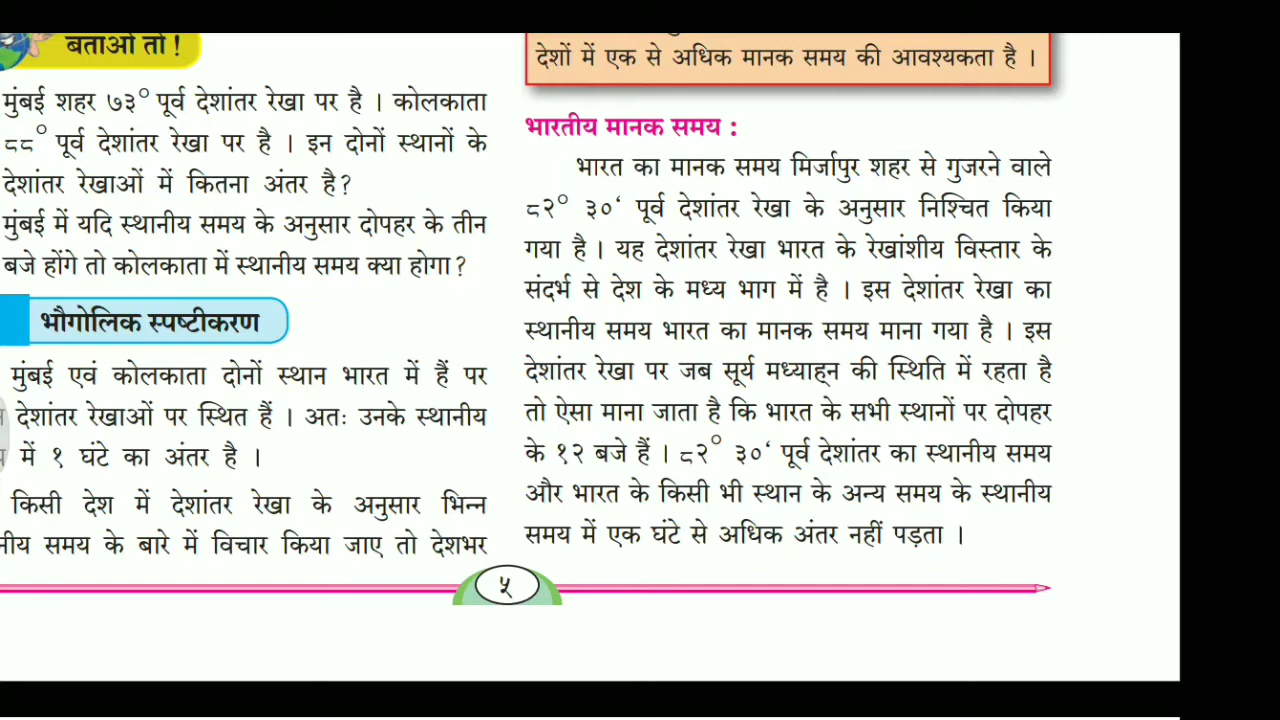 बताओ तो !
मुंबई शहर ७३° पूर्व देशांतर रेखा पर है । कोलकाता
८८° पूर्व देशांतर रेखा पर है । इन दोनों स्थानों के
देशांतर रेखाओं में कितना अंतर है?
मुंबई में यदि स्थानीय समय के अनुसार दोपहर के तीन
बजे होंगे तो कोलकाता में स्थानीय समय क्या होगा?
भौगोलिक स्पष्टीकरण
मुंबई एवं कोलकाता दोनों स्थान भारत में हैं पर
देशांतर रेखाओं पर स्थित हैं । अतः उनके स्थानीय
में १ घंटे का अंतर है ।
किसी देश में देशांतर रेखा के अनुसार भिन्न
नीय समय के बारे में विचार किया जाए तो देशभर
देशों में एक से अधिक मानक समय की आवश्यकता है ।
भारतीय मानक समय :
भारत का मानक समय मिर्जापुर शहर से गुजरने वाले
८२° ३०‘ पूर्व देशांतर रेखा के अनुसार निश्चित किया
गया है । यह देशांतर रेखा भारत के रेखांशीय विस्तार के
संदर्भ से देश के मध्य भाग में है । इस देशांतर रेखा का
स्थानीय समय भारत का मानक समय माना गया है । इस
देशांतर रेखा पर जब सूर्य मध्याह्न की स्थिति में रहता है
तो ऐसा माना जाता है कि भारत के सभी स्थानों पर दोपहर
के १२ बजे हैं । ८२° ३०‘ पूर्व देशांतर का स्थानीय समय
और भारत के किसी भी स्थान के अन्य समय के स्थानीय
समय में एक घंटे से अधिक अंतर नहीं पड़ता ।
५